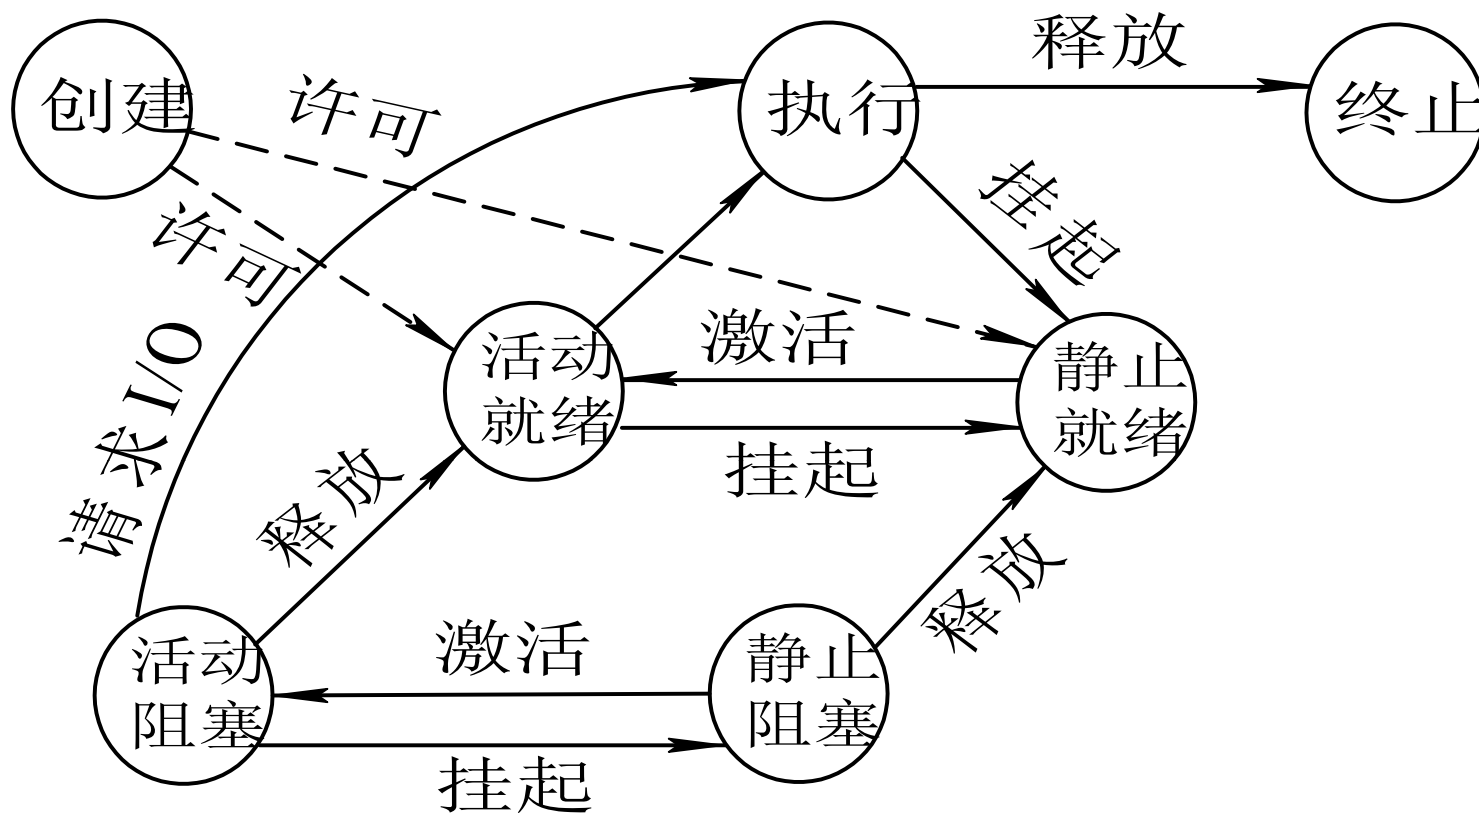 释放
创建
许可
执行
终止
挂起
许可
激活
活动
就绪
静止
就绪
请求I/O
挂起
释放
释放
激活
活动
阻塞
静止
阻塞
挂起